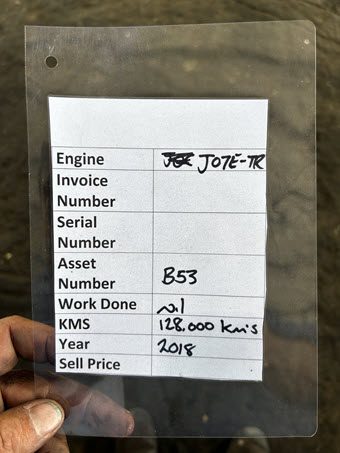 Engine J07E-TR
Invoice
Number
Serial
Number
Asset
Number B53
Work Done nil
KMS 128,000 km's
Year 2018
Sell Price